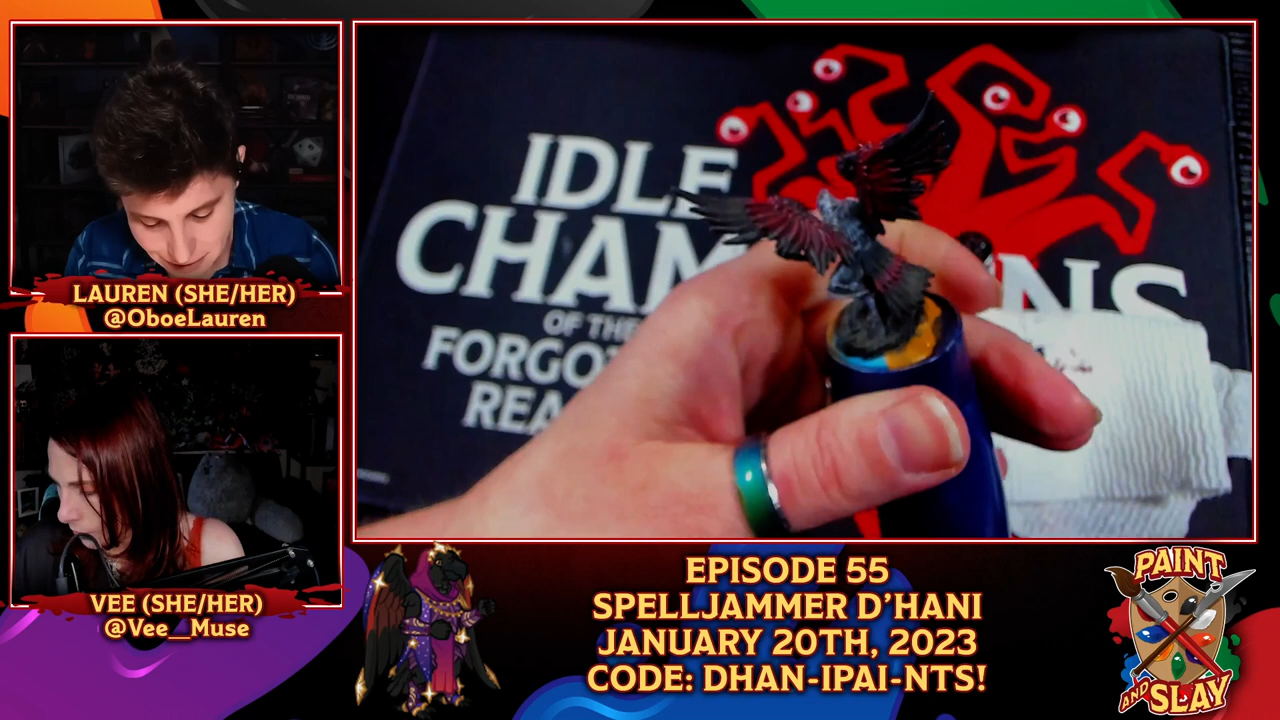 LAUREN (SHE/HER)
@OboeLauren
VEE (SHE/HER)
@Vee__Muse
IDLE
CHAM NS
OF THE
FORGO
REA
EPISODE 55
SPELLJAMMER D'HANI
JANUARY 20TH, 2023
CODE: DHAN-IPAI-NTS!
PAINT
AND SLAY